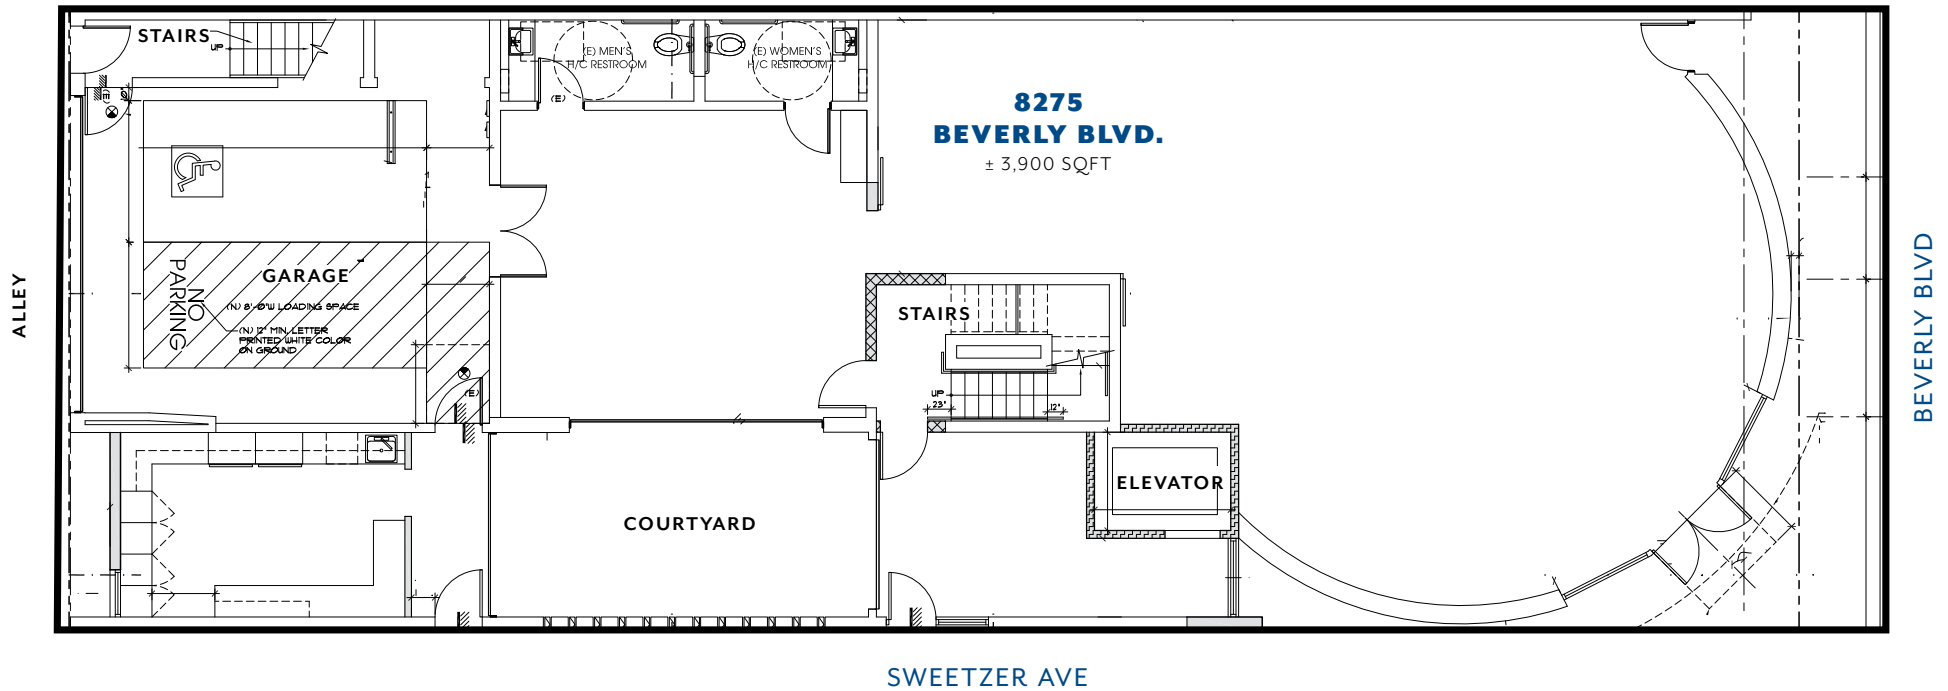 STAIRS
UP
(E)
(E) MEN'S
H/C RESTROOM
(E) WOMEN'S
H/C RESTROOM
(E)
8275
BEVERLY BLVD.
± 3,900 SQFT
ALLEY
GARAGE
NO
PARKING
(N) 8'-0"W LOADING SPACE
(N) 12" MIN. LETTER
PRINTED WHITE COLOR
ON GROUND
(E)
STAIRS
UP
23"
12"
ELEVATOR
COURTYARD
BEVERLY BLVD
SWEETZER AVE